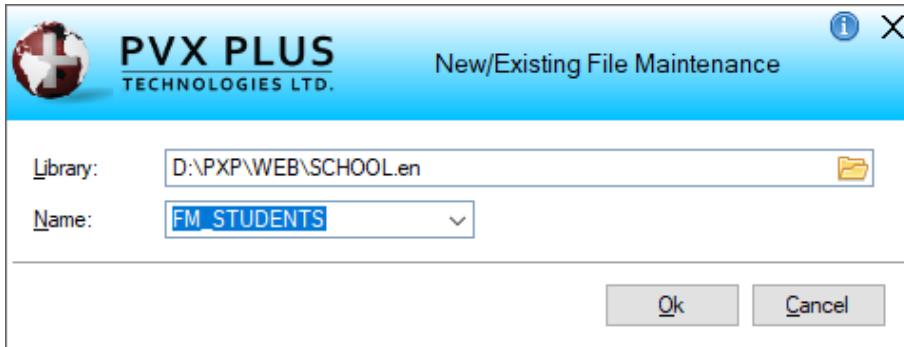 PVX PLUS
TECHNOLOGIES LTD.
New/Existing File Maintenance
Library: D:\PXP\WEB\SCHOOL.en
Name: FM_STUDENTS
Ok Cancel